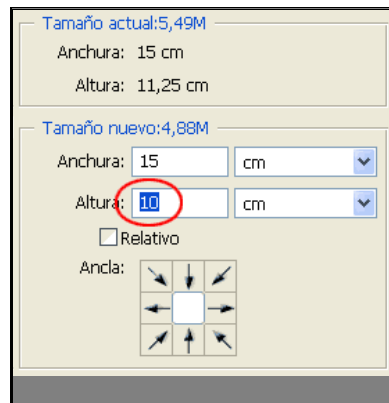 Tamaño actual:5,49M
Anchura: 15 cm
Altura: 11,25 cm
Tamaño nuevo:4,88M
Anchura: 15 cm
Altura: 10 cm
Relativo
Ancla: